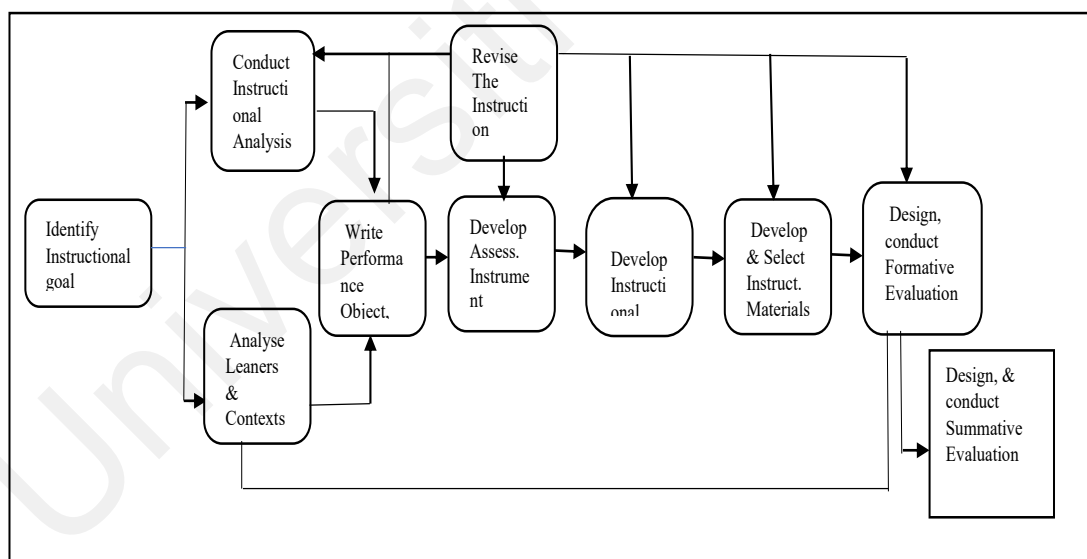 Identify
Instructional
goal
Conduct
Instructi
onal
Analysis
Analyse
Leaners
&
Contexts
Revise
The
Instructi
on
Write
Performa
nce
Object,
Develop
Assess.
Instrume
nt
Develop
Instructi
onal
Develop
& Select
Instruct.
Materials
Design,
conduct
Formative
Evaluation
Design, &
conduct
Summative
Evaluation
Universiti